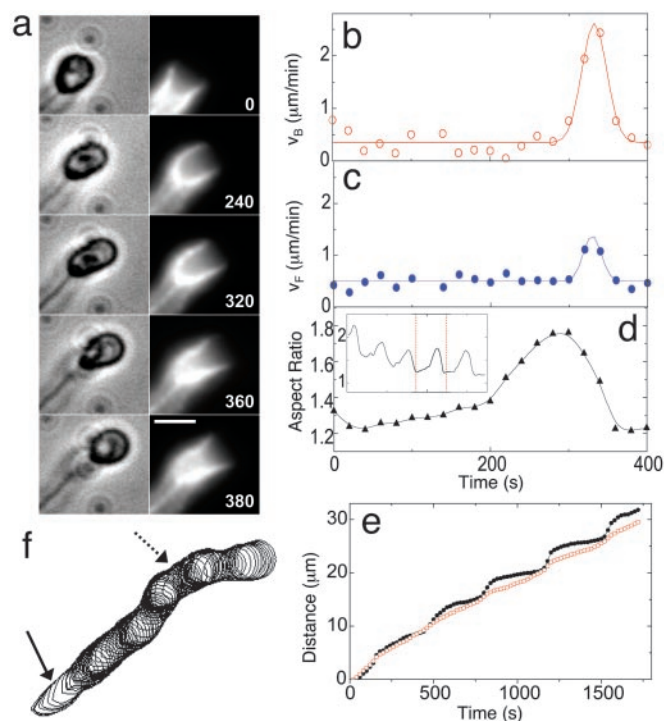 a
0
240
320
360
380
b
2
1
0
v_B (μm/min)
c
2
1
0
v_F (μm/min)
d
1.8
1.6
1.4
1.2
Aspect Ratio
2
1
0 200 400
Time (s)
e
30
20
10
0
Distance (μm)
0 500 1000 1500
Time (s)
f